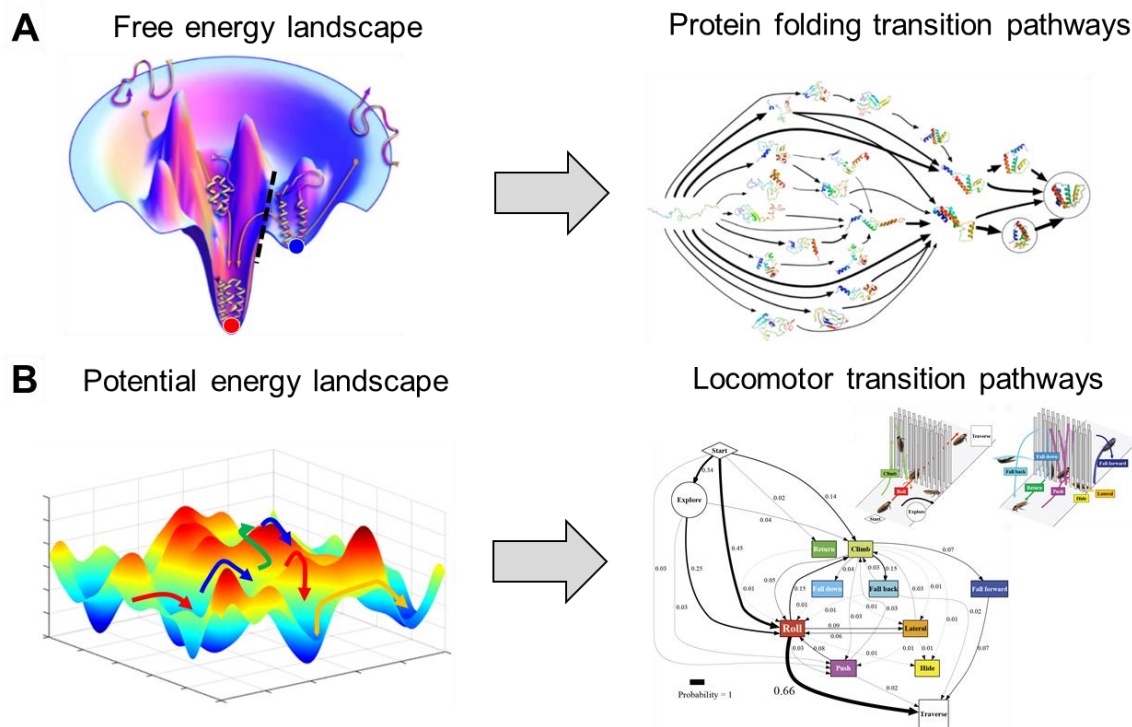 A
Free energy landscape
Protein folding transition pathways
B
Potential energy landscape
Locomotor transition pathways
Traverse
Climb
Roll
Start
Explore
Fall back
Fall down
Fall forward
Return
Push
Hide
Lateral
Start
0.34
0.14
Explore
0.02
0.04
0.45
0.25
Return
Climb
0.07
0.03
0.03
0.05
0.15
0.04
0.03
0.15
0.03
0.01
0.01
Fall down
Fall back
Fall forward
0.01
0.01
0.03
0.01
0.02
Roll
0.09
0.06
Lateral
0.03
0.08
0.01
0.01
0.01
0.07
Push
Hide
Probability = 1
0.66
0.02
Traverse